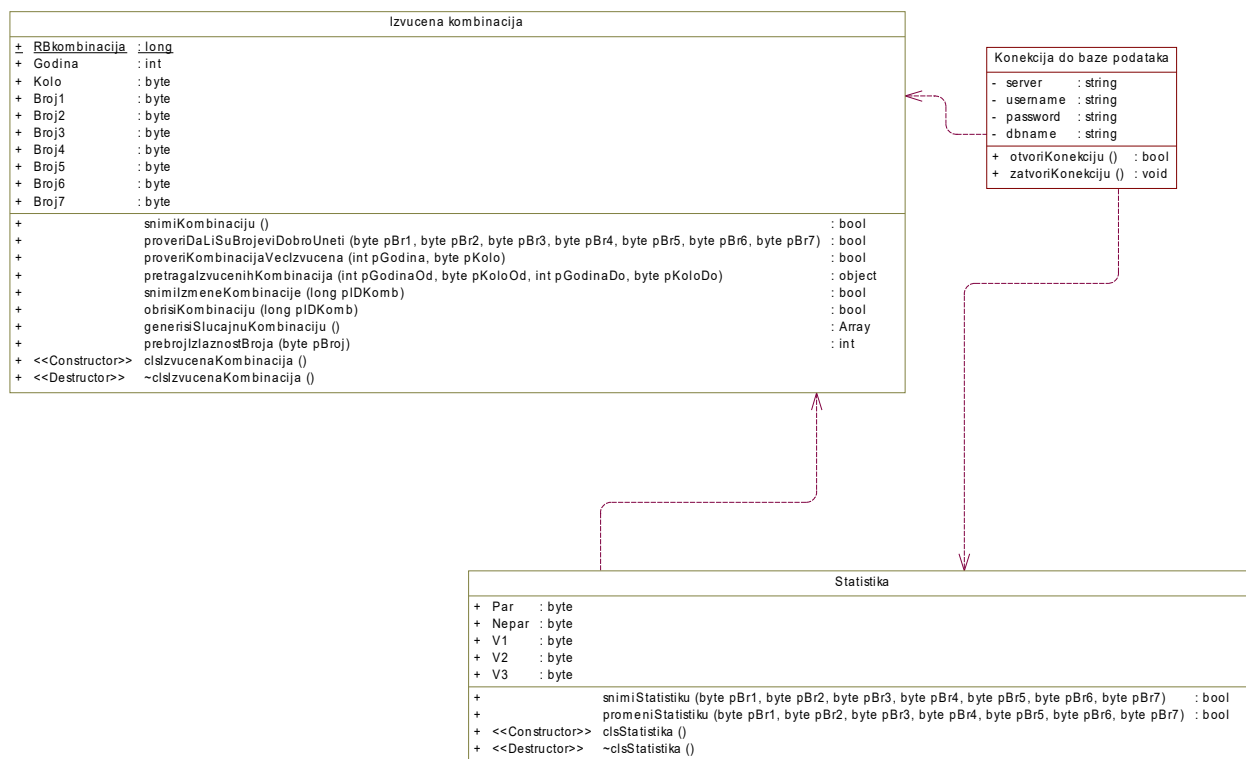 Izvucena kombinacija
+ RBkombinacija : long
+ Godina : int
+ Kolo : byte
+ Broj1 : byte
+ Broj2 : byte
+ Broj3 : byte
+ Broj4 : byte
+ Broj5 : byte
+ Broj6 : byte
+ Broj7 : byte
+ snimiKombinaciju () : bool
+ proveriDaLiSuBrojeviDobroUneti (byte pBr1, byte pBr2, byte pBr3, byte pBr4, byte pBr5, byte pBr6, byte pBr7) : bool
+ proveriKombinacijaVecIzvucena (int pGodina, byte pKolo) : bool
+ pretragaIzvucenihKombinacija (int pGodinaOd, byte pKoloOd, int pGodinaDo, byte pKoloDo) : object
+ snimiIzmeneKombinacije (long pIDKomb) : bool
+ obrisiKombinaciju (long pIDKomb) : bool
+ generisiSlucajnuKombinaciju () : Array
+ prebrojIzlaznostBroja (byte pBroj) : int
+ <<Constructor>> clsIzvucenaKombinacija ()
+ <<Destructor>> ~clsIzvucenaKombinacija ()
Konekcija do baze podataka
- server : string
- username : string
- password : string
- dbname : string
+ otvoriKonekciju () : bool
+ zatvoriKonekciju () : void
Statistika
+ Par : byte
+ Nepar : byte
+ V1 : byte
+ V2 : byte
+ V3 : byte
+ snimiStatistiku (byte pBr1, byte pBr2, byte pBr3, byte pBr4, byte pBr5, byte pBr6, byte pBr7) : bool
+ promeniStatistiku (byte pBr1, byte pBr2, byte pBr3, byte pBr4, byte pBr5, byte pBr6, byte pBr7) : bool
+ <<Constructor>> clsStatistika ()
+ <<Destructor>> ~clsStatistika ()